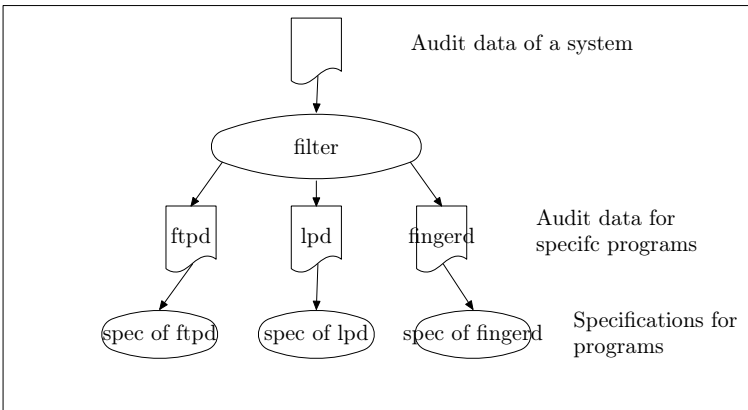 Audit data of a system
filter
ftpd
lpd
fingerd
Audit data for
specifc programs
spec of ftpd
spec of lpd
spec of fingerd
Specifications for
programs